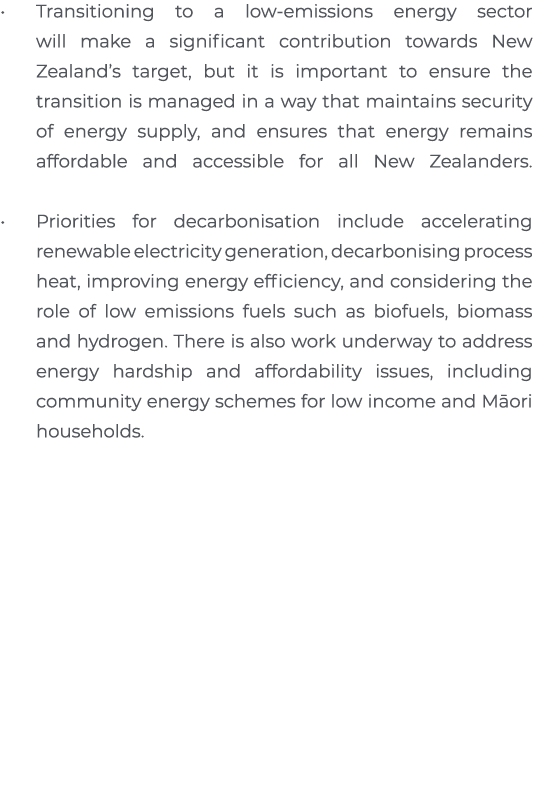 • Transitioning to a low-emissions energy sector
will make a significant contribution towards New
Zealand’s target, but it is important to ensure the
transition is managed in a way that maintains security
of energy supply, and ensures that energy remains
affordable and accessible for all New Zealanders.
• Priorities for decarbonisation include accelerating
renewable electricity generation, decarbonising process
heat, improving energy efficiency, and considering the
role of low emissions fuels such as biofuels, biomass
and hydrogen. There is also work underway to address
energy hardship and affordability issues, including
community energy schemes for low income and Māori
households.